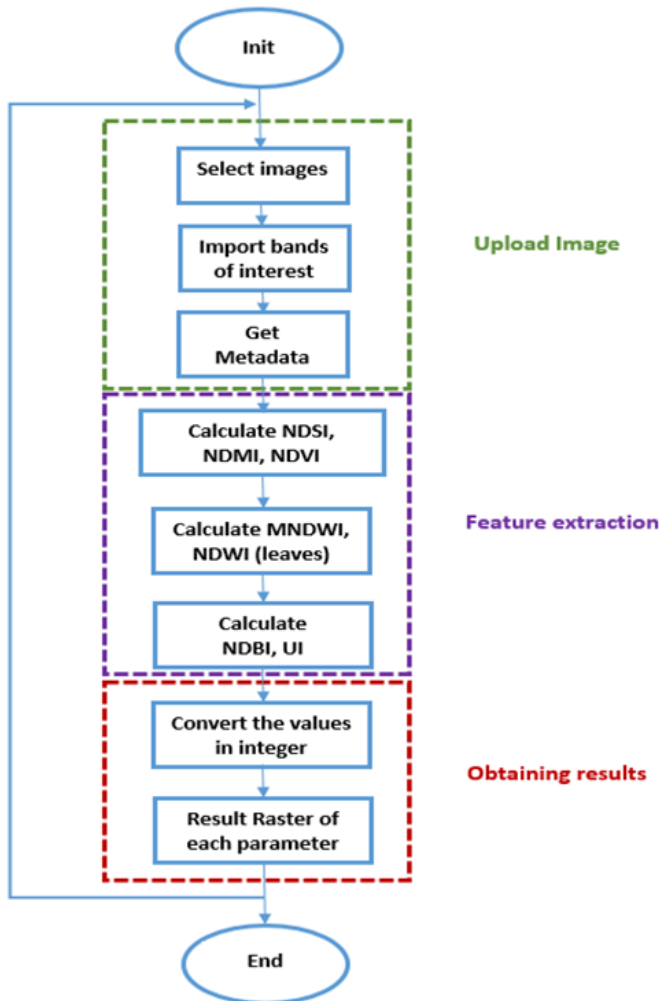 Init
Select images
Import bands
of interest
Upload Image
Get
Metadata
Calculate NDSI,
NDMI, NDVI
Calculate MNDWI,
NDWI (leaves)
Feature extraction
Calculate
NDBI, UI
Convert the values
in integer
Obtaining results
Result Raster of
each parameter
End